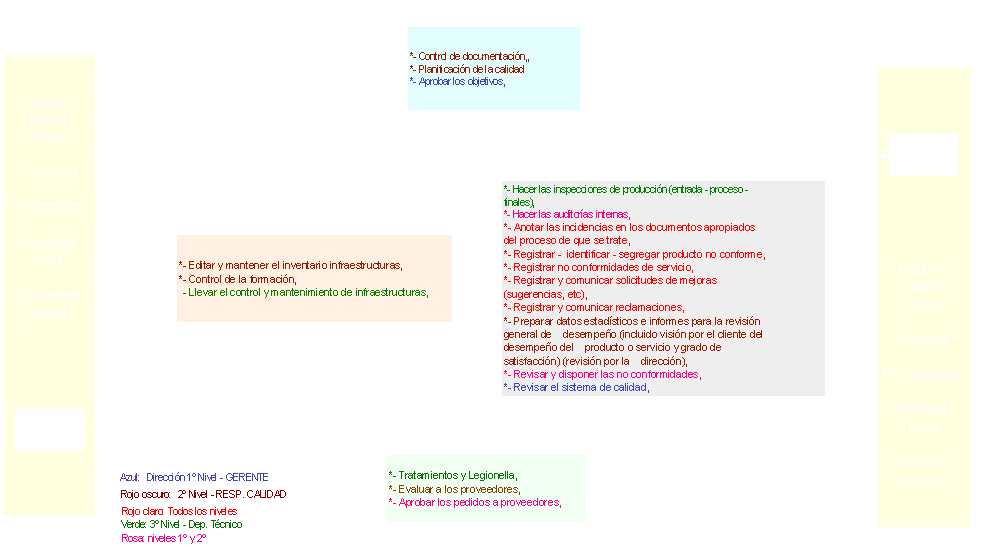 *- Control de documentación,,
*- Planificación de la calidad
*- Aprobar los objetivos,
*- Hacer las inspecciones de producción (entrada - proceso -
finales),
*- Hacer las auditorías internas,
*- Anotar las incidencias en los documentos apropiados
del proceso de que se trate,
*- Registrar - identificar - segregar producto no conforme,
*- Registrar no conformidades de servicio,
*- Registrar y comunicar solicitudes de mejoras
(sugerencias, etc),
*- Registrar y comunicar reclamaciones,
*- Preparar datos estadísticos e informes para la revisión
general de desempeño (incluido visión por el cliente del
desempeño del producto o servicio y grado de
satisfacción) (revisión por la dirección),
*- Revisar y disponer las no conformidades,
*- Revisar el sistema de calidad,
*- Editar y mantener el inventario infraestructuras,
*- Control de la formación,
- Llevar el control y mantenimiento de infraestructuras,
*- Tratamientos y Legionella,
*- Evaluar a los proveedores,
*- Aprobar los pedidos a proveedores,
Azul: Dirección 1º Nivel - GERENTE
Rojo oscuro: 2º Nivel - RESP. CALIDAD
Rojo claro: Todos los niveles
Verde: 3º Nivel - Dep. Técnico
Rosa: niveles 1º y 2º